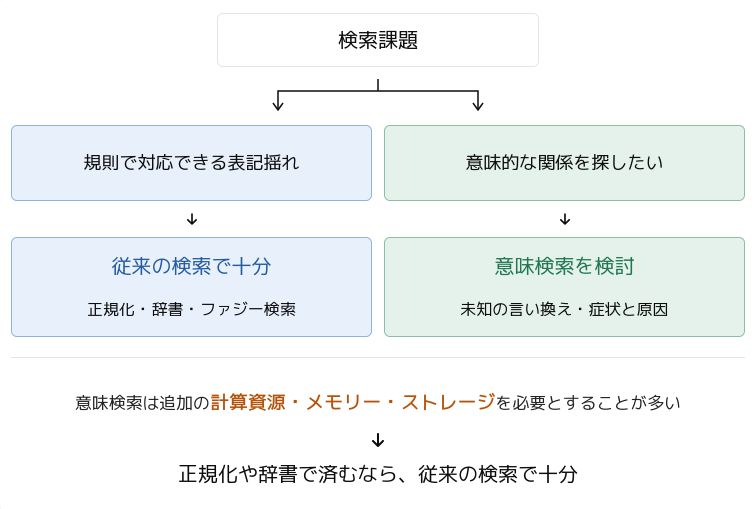 検索課題
規則で対応できる表記揺れ
意味的な関係を探したい
従来の検索で十分
正規化・辞書・ファジー検索
意味検索を検討
未知の言い換え・症状と原因
意味検索は追加の計算資源・メモリー・ストレージを必要とすることが多い
正規化や辞書で済むなら、従来の検索で十分